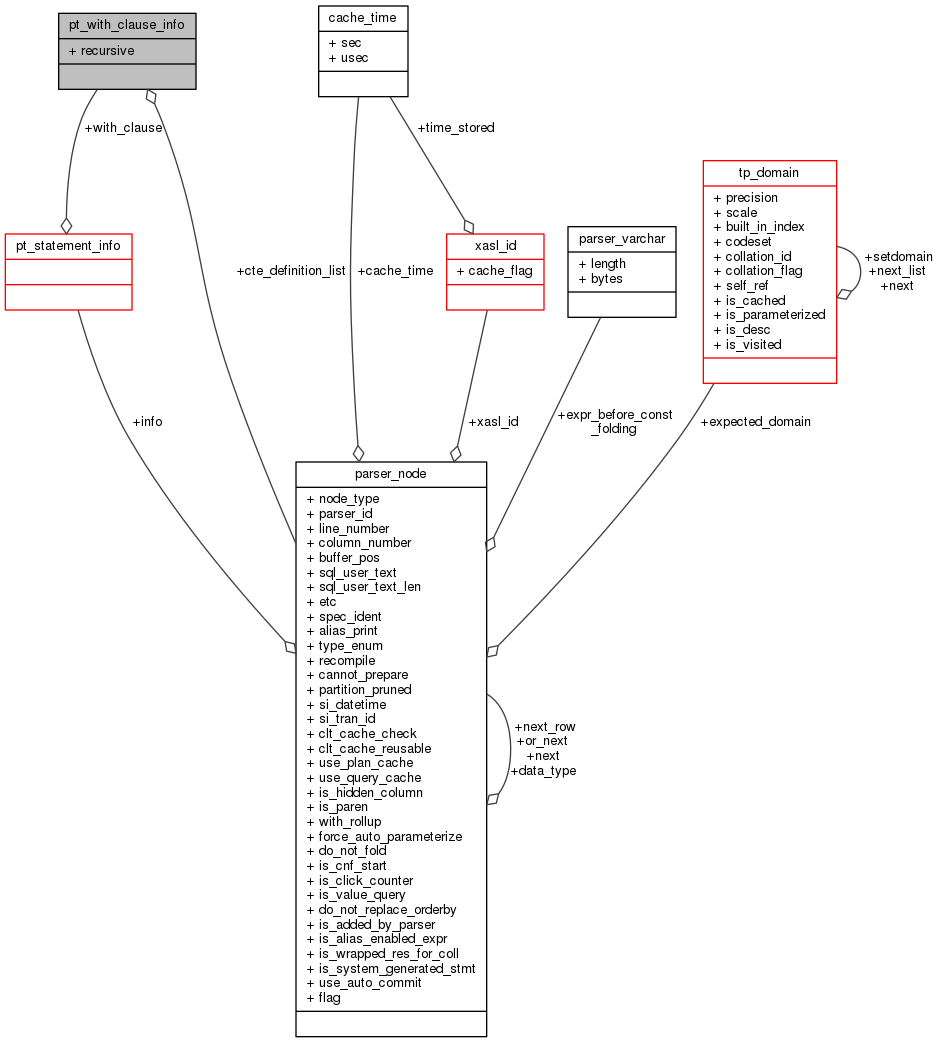 pt_with_clause_info
+ recursive
cache_time
+ sec
+ usec
+with_clause
+time_stored
tp_domain
+ precision
+ scale
+ built_in_index
+ codeset
+ collation_id
+ collation_flag
+ self_ref
+ is_cached
+ is_parameterized
+ is_desc
+ is_visited
+setdomain
+next_list
+next
pt_statement_info
xasl_id
+ cache_flag
parser_varchar
+ length
+ bytes
+cte_definition_list
+cache_time
+info
+xasl_id
+expr_before_const
_folding
+expected_domain
parser_node
+ node_type
+ parser_id
+ line_number
+ column_number
+ buffer_pos
+ sql_user_text
+ sql_user_text_len
+ etc
+ spec_ident
+ alias_print
+ type_enum
+ recompile
+ cannot_prepare
+ partition_pruned
+ si_datetime
+ si_tran_id
+ clt_cache_check
+ clt_cache_reusable
+ use_plan_cache
+ use_query_cache
+ is_hidden_column
+ is_paren
+ with_rollup
+ force_auto_parameterize
+ do_not_fold
+ is_cnf_start
+ is_click_counter
+ is_value_query
+ do_not_replace_orderby
+ is_added_by_parser
+ is_alias_enabled_expr
+ is_wrapped_res_for_coll
+ is_system_generated_stmt
+ use_auto_commit
+ flag
+next_row
+or_next
+next
+data_type